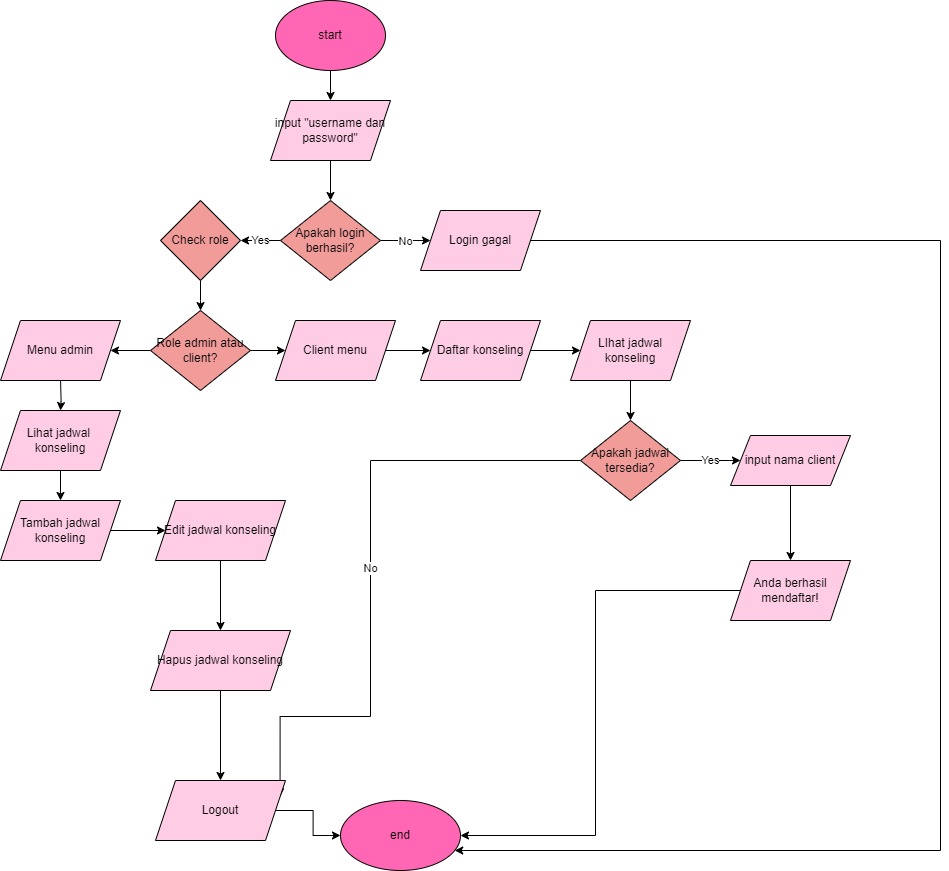 start
input "username dan
password"
Check role
Yes
Apakah login
berhasil?
No
Login gagal
Menu admin
Role admin atau
client?
Client menu
Daftar konseling
LIhat jadwal
konseling
Lihat jadwal
konseling
Apakah jadwal
tersedia?
Yes
input nama client
Tambah jadwal
konseling
Edit jadwal konseling
No
Anda berhasil
mendaftar!
Hapus jadwal konseling
Logout
end